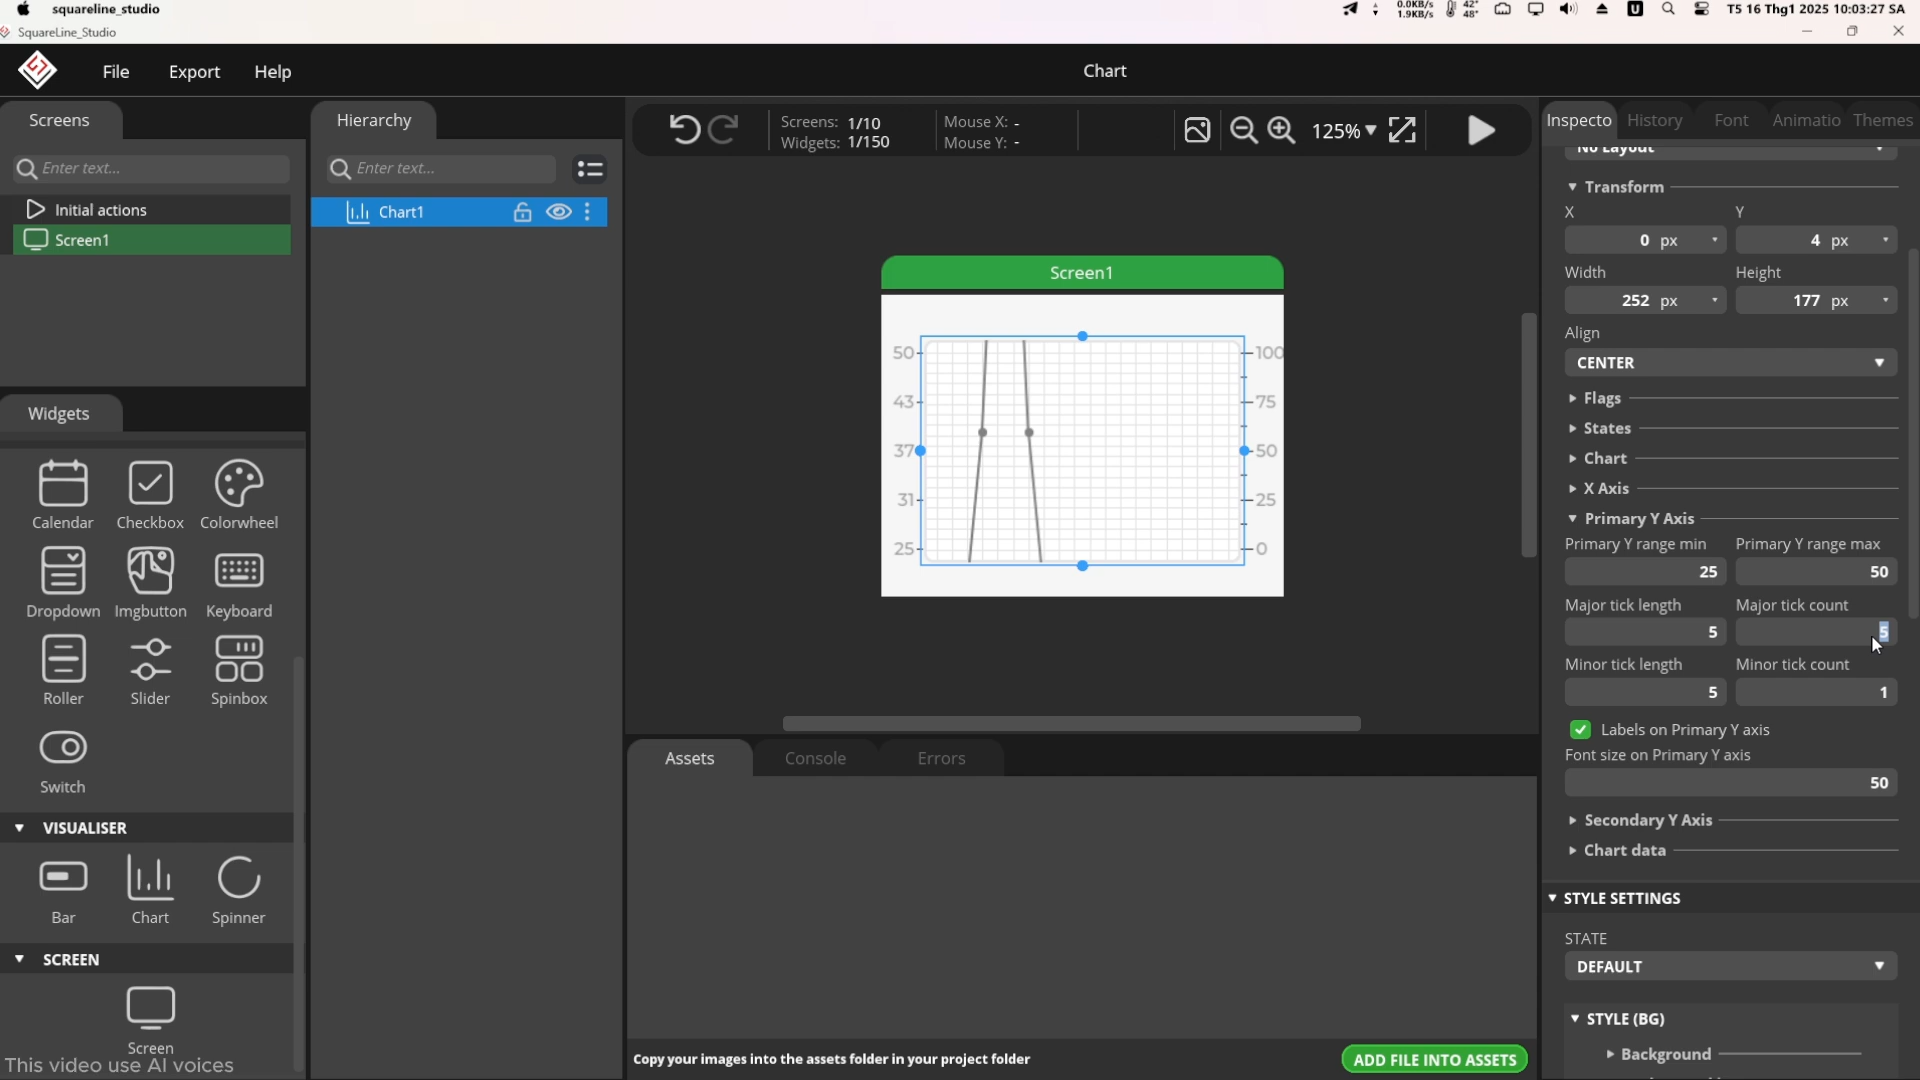 squareline_studio
0.0KB/s
1.9KB/s
42°
48°
U
T5 16 Thg1 2025 10:03:27 SA
SquareLine_Studio
File
Export
Help
Chart
Screens
Enter text...
Initial actions
Screen1
Hierarchy
Enter text...
Chart1
Screens: 1/10
Widgets: 1/150
Mouse X: -
Mouse Y: -
125%
Screen1
50
43
37
31
25
100
75
50
25
0
Widgets
Calendar
Checkbox
Colorwheel
Dropdown
Imgbutton
Keyboard
Roller
Slider
Spinbox
Switch
VISUALISER
Bar
Chart
Spinner
SCREEN
Screen
This video use AI voices
Assets
Console
Errors
Copy your images into the assets folder in your project folder
ADD FILE INTO ASSETS
Inspecto
History
Font
Animatio
Themes
No Layout
Transform
X
Y
0 px
4 px
Width
Height
252 px
177 px
Align
CENTER
Flags
States
Chart
X Axis
Primary Y Axis
Primary Y range min
Primary Y range max
25
50
Major tick length
Major tick count
5
5
Minor tick length
Minor tick count
5
1
Labels on Primary Y axis
Font size on Primary Y axis
50
Secondary Y Axis
Chart data
STYLE SETTINGS
STATE
DEFAULT
STYLE (BG)
Background